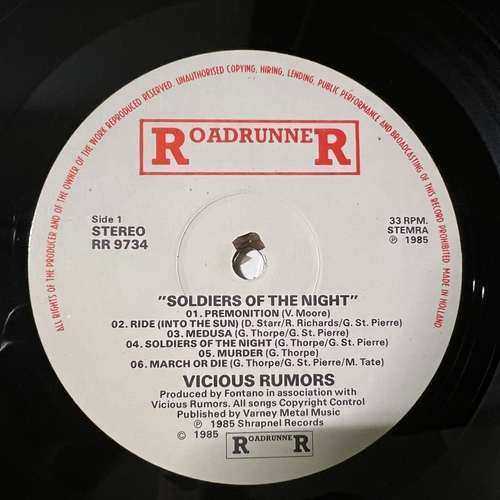 ALL RIGHTS OF THE PRODUCER AND OF THE OWNER OF THE WORK REPRODUCED RESERVED. UNAUTHORISED COPYING, HIRING, LENDING, PUBLIC PERFORMANCE AND BROADCASTING OF THIS RECORD PROHIBITED. MADE IN HOLLAND
ROADRUNNER
Side 1
STEREO
RR 9734
33 RPM.
STEMRA
℗ 1985
"SOLDIERS OF THE NIGHT"
01. PREMONITION (V. Moore)
02. RIDE (INTO THE SUN) (D. Starr/R. Richards/G. St. Pierre)
03. MEDUSA (G. Thorpe/G. St. Pierre)
04. SOLDIERS OF THE NIGHT (G. Thorpe/G. St. Pierre)
05. MURDER (G. Thorpe)
06. MARCH OR DIE (G. Thorpe/G. St. Pierre/M. Tate)
VICIOUS RUMORS
Produced by Fontano in association with
Vicious Rumors. All songs Copyright Control
Published by Varney Metal Music
℗ 1985 Shrapnel Records
© 1985 ROADRUNNER